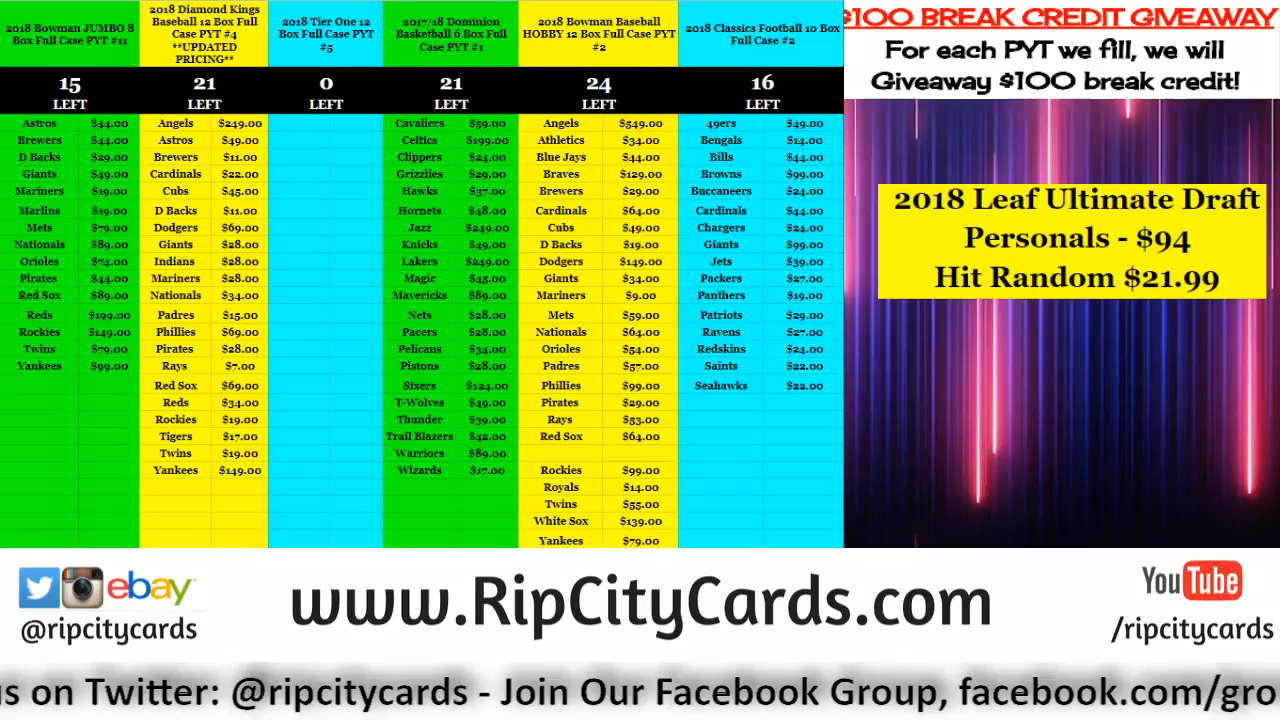 2018 Bowman JUMBO 8
Box Full Case PYT #11
15
LEFT
Astros $44.00
Brewers $44.00
D Backs $29.00
Giants $49.00
Mariners $19.00
Marlins $19.00
Mets $79.00
Nationals $89.00
Orioles $74.00
Pirates $44.00
Red Sox $89.00
Reds $199.00
Rockies $149.00
Twins $79.00
Yankees $99.00
2018 Diamond Kings
Baseball 12 Box Full
Case PYT #4
**UPDATED
PRICING**
21
LEFT
Angels $249.00
Astros $49.00
Brewers $11.00
Cardinals $22.00
Cubs $45.00
D Backs $11.00
Dodgers $69.00
Giants $28.00
Indians $28.00
Mariners $28.00
Nationals $34.00
Padres $15.00
Phillies $69.00
Pirates $28.00
Rays $7.00
Red Sox $69.00
Reds $34.00
Rockies $19.00
Tigers $17.00
Twins $19.00
Yankees $149.00
2018 Tier One 12
Box Full Case PYT
#5
0
LEFT
2017/18 Dominion
Basketball 6 Box Full
Case PYT #1
21
LEFT
Cavaliers $59.00
Celtics $199.00
Clippers $24.00
Grizzlies $29.00
Hawks $37.00
Hornets $48.00
Jazz $249.00
Knicks $49.00
Lakers $249.00
Magic $45.00
Mavericks $89.00
Nets $28.00
Pacers $28.00
Pelicans $34.00
Pistons $28.00
Sixers $124.00
T-Wolves $49.00
Thunder $39.00
Trail Blazers $42.00
Warriors $89.00
Wizards $17.00
2018 Bowman Baseball
HOBBY 12 Box Full Case PYT
#2
24
LEFT
Angels $549.00
Athletics $34.00
Blue Jays $44.00
Braves $129.00
Brewers $29.00
Cardinals $64.00
Cubs $49.00
D Backs $19.00
Dodgers $149.00
Giants $34.00
Mariners $9.00
Mets $59.00
Nationals $64.00
Orioles $54.00
Padres $57.00
Phillies $99.00
Pirates $29.00
Rays $53.00
Red Sox $64.00
Rockies $99.00
Royals $14.00
Twins $55.00
White Sox $139.00
Yankees $79.00
2018 Classics Football 10 Box
Full Case #2
16
LEFT
49ers $49.00
Bengals $14.00
Bills $44.00
Browns $99.00
Buccaneers $24.00
Cardinals $44.00
Chargers $24.00
Giants $99.00
Jets $39.00
Packers $27.00
Panthers $19.00
Patriots $29.00
Ravens $27.00
Redskins $24.00
Saints $22.00
Seahawks $22.00
$100 BREAK CREDIT GIVEAWAY
For each PYT we fill, we will
Giveaway $100 break credit!
2018 Leaf Ultimate Draft
Personals - $94
Hit Random $21.99
ebay
@ripcitycards
www.RipCityCards.com
YouTube
/ripcitycards
us on Twitter: @ripcitycards - Join Our Facebook Group, facebook.com/gro